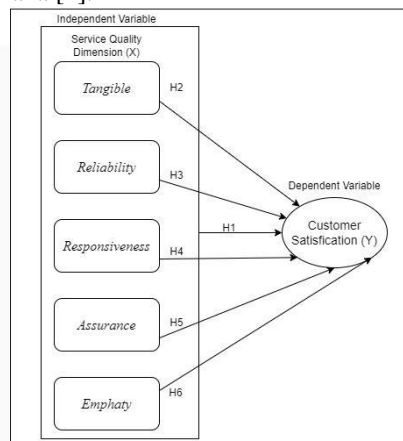 Independent Variable
Service Quality
Dimension (X)
Tangible
H2
Reliability
H3
Dependent Variable
Responsiveness
H1
H4
Customer
Satisfication (Y)
Assurance
H5
Emphaty
H6